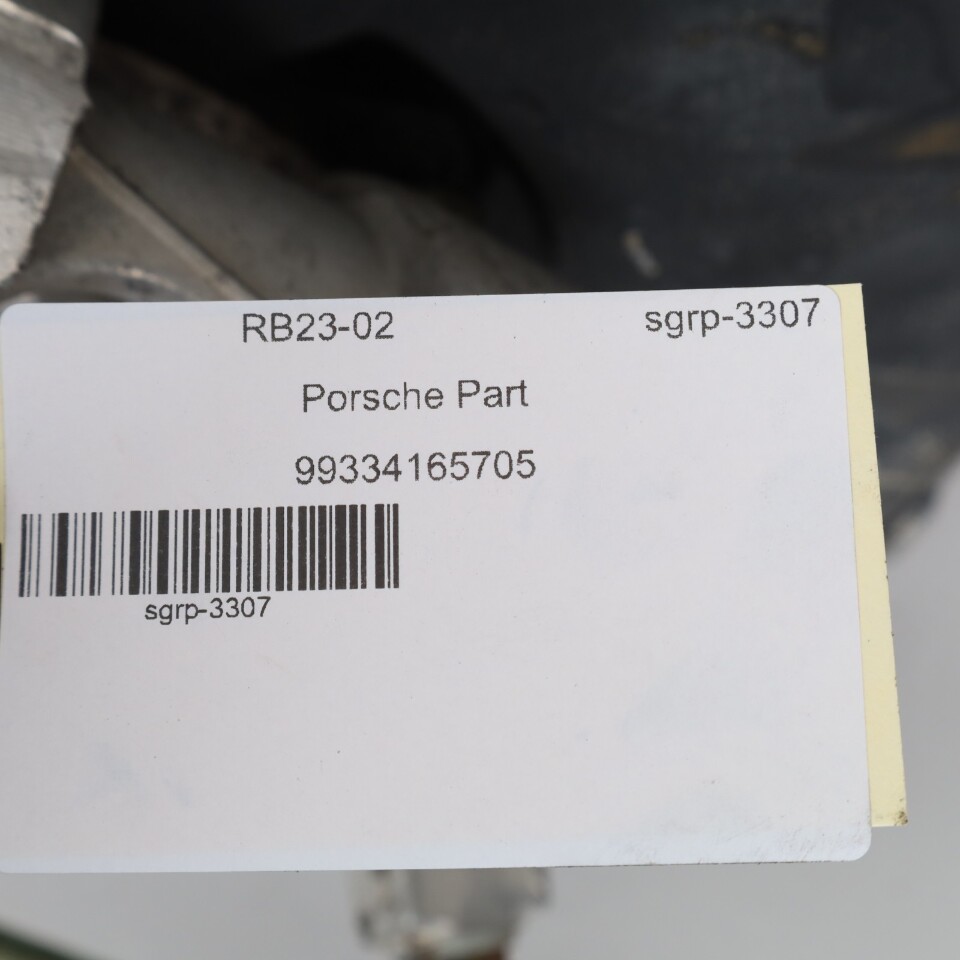 RB23-02 sgrp-3307
Porsche Part
99334165705
sgrp-3307